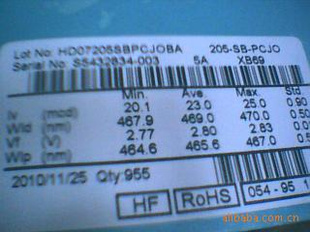 Lot No: HD07205SBPCJOBA 205-SB-PCJO
Serial No: S5432834-003 5A XB69
Min. Ave. Max. Std
Iv (mcd) 20.1 23.0 25.0 0.90
Wld (nm) 467.9 469.0 470.0 0.5
Vf (V) 2.77 2.80 2.83 0.01
Wlp (nm) 464.6 465.6 467.0 0.5
2010/11/25 Qty:955
HF RoHS 054-95 1
alibaba.com.cn